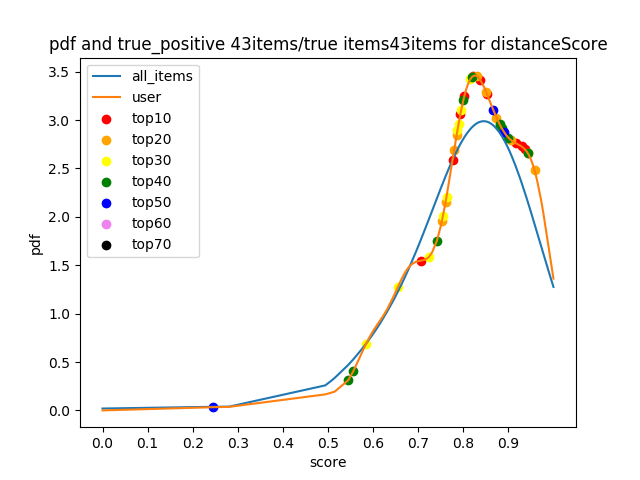 pdf and true_positive 43items/true items43items for distanceScore
all_items
user
top10
top20
top30
top40
top50
top60
top70
3.5
3.0
2.5
2.0
1.5
1.0
0.5
0.0
pdf
0.0 0.1 0.2 0.3 0.4 0.5 0.6 0.7 0.8 0.9
score